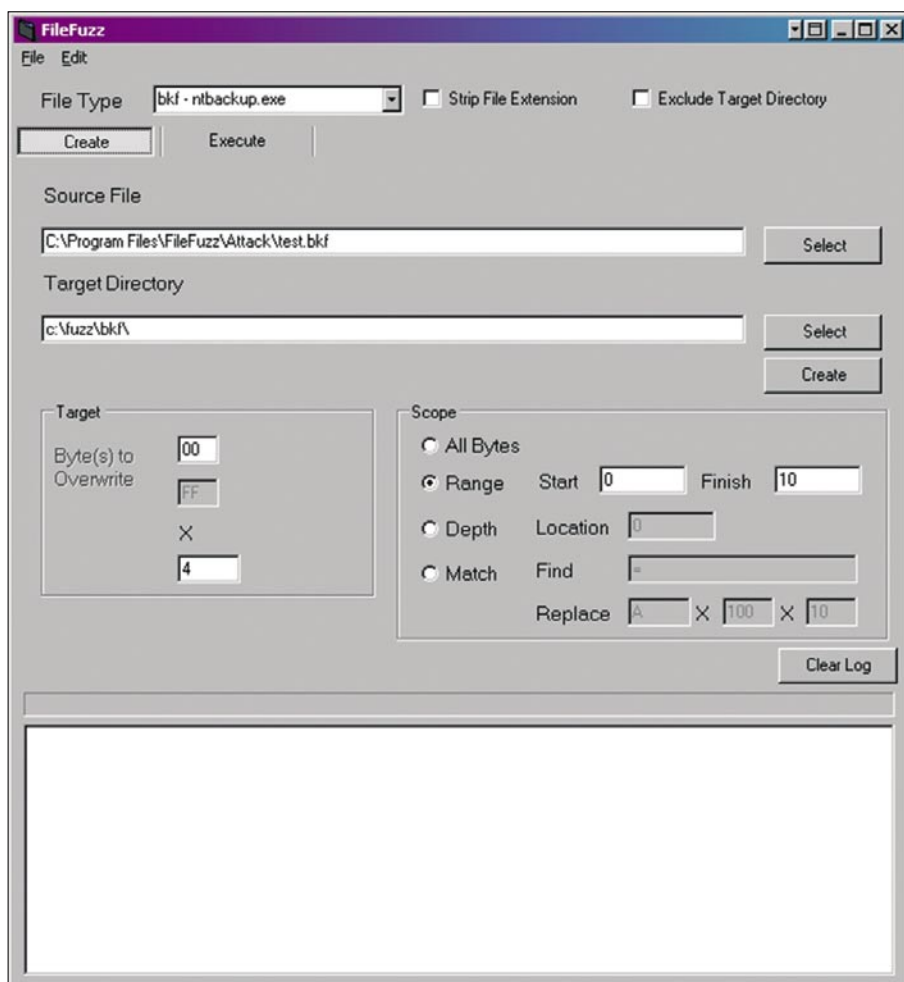 FileFuzz
File Edit
File Type bkf - ntbackup.exe Strip File Extension Exclude Target Directory
Create Execute
Source File
C:\Program Files\FileFuzz\Attack\test.bkf Select
Target Directory
c:\fuzz\bkf\ Select
Create
Target Scope
Byte(s) to Overwrite 00
FF
X
4
All Bytes
Range Start 0 Finish 10
Depth Location 0
Match Find =
Replace A X 100 X 10
Clear Log